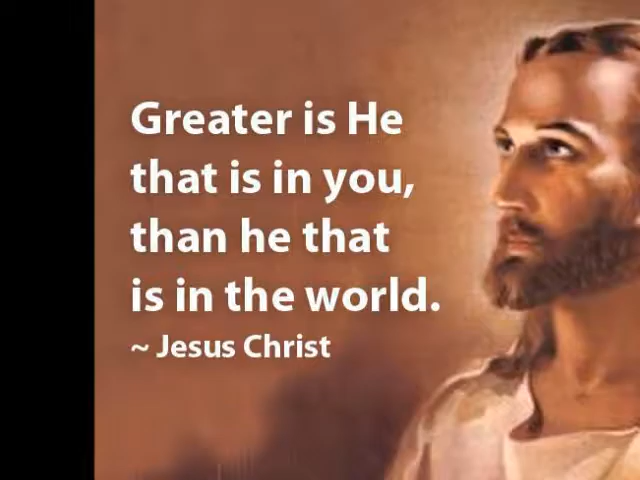 Greater is He
that is in you,
than he that
is in the world.
~ Jesus Christ